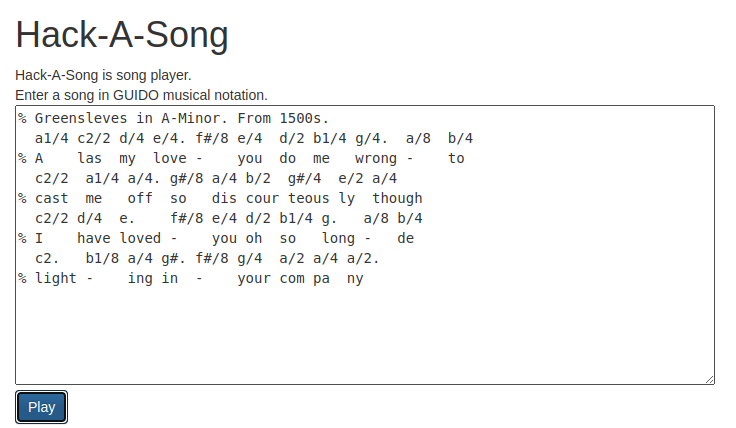 Hack-A-Song
Hack-A-Song is song player.
Enter a song in GUIDO musical notation.
% Greensleves in A-Minor. From 1500s.
  a1/4 c2/2 d/4 e/4. f#/8 e/4  d/2 b1/4 g/4.  a/8  b/4
% A    las  my  love -    you  do  me   wrong -    to
  c2/2  a1/4 a/4. g#/8 a/4 b/2  g#/4  e/2 a/4
% cast  me   off  so   dis cour teous ly  though
  c2/2 d/4  e.    f#/8 e/4 d/2 b1/4 g.   a/8 b/4
% I    have loved -    you oh  so   long -   de
  c2.   b1/8 a/4 g#. f#/8 g/4  a/2 a/4 a/2.
% light -    ing in  -    your com pa  ny
Play